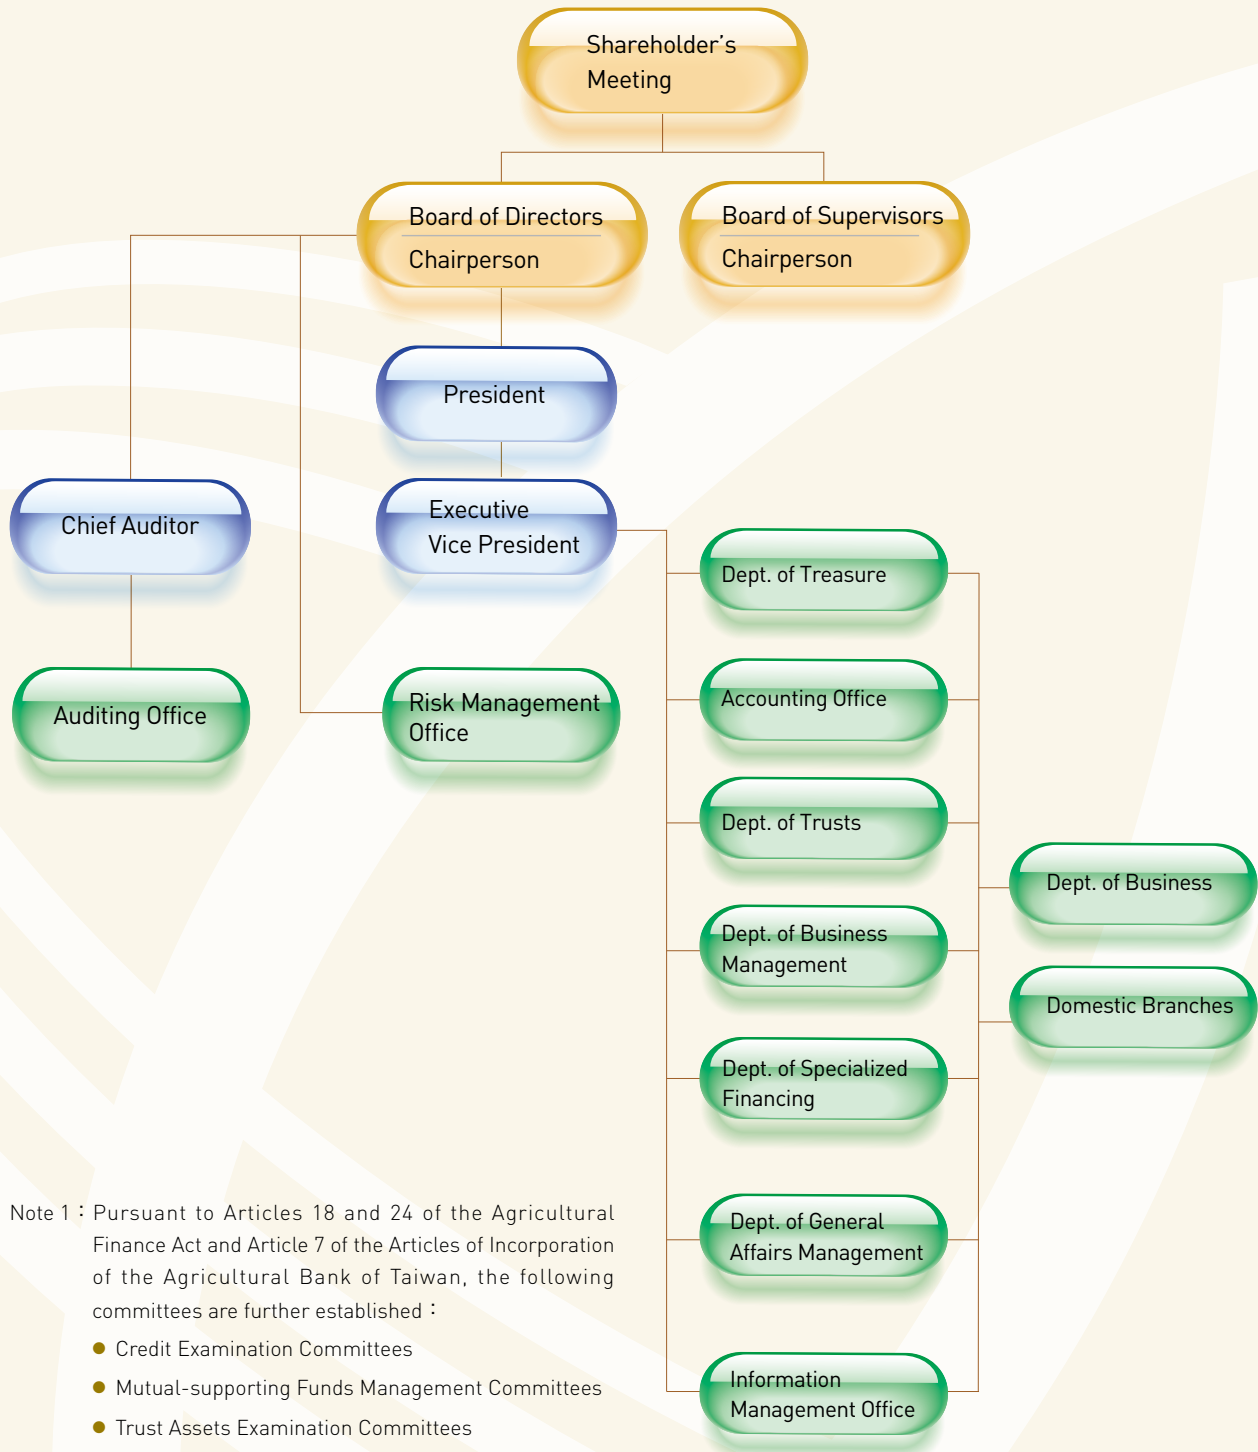 Shareholder’s
Meeting
Board of Directors
Chairperson
Board of Supervisors
Chairperson
President
Chief Auditor
Executive
Vice President
Dept. of Treasure
Auditing Office
Risk Management
Office
Accounting Office
Dept. of Trusts
Dept. of Business
Dept. of Business
Management
Domestic Branches
Dept. of Specialized
Financing
Dept. of General
Affairs Management
Information
Management Office
Note 1：Pursuant to Articles 18 and 24 of the Agricultural
Finance Act and Article 7 of the Articles of Incorporation
of the Agricultural Bank of Taiwan, the following
committees are further established：
● Credit Examination Committees
● Mutual-supporting Funds Management Committees
● Trust Assets Examination Committees